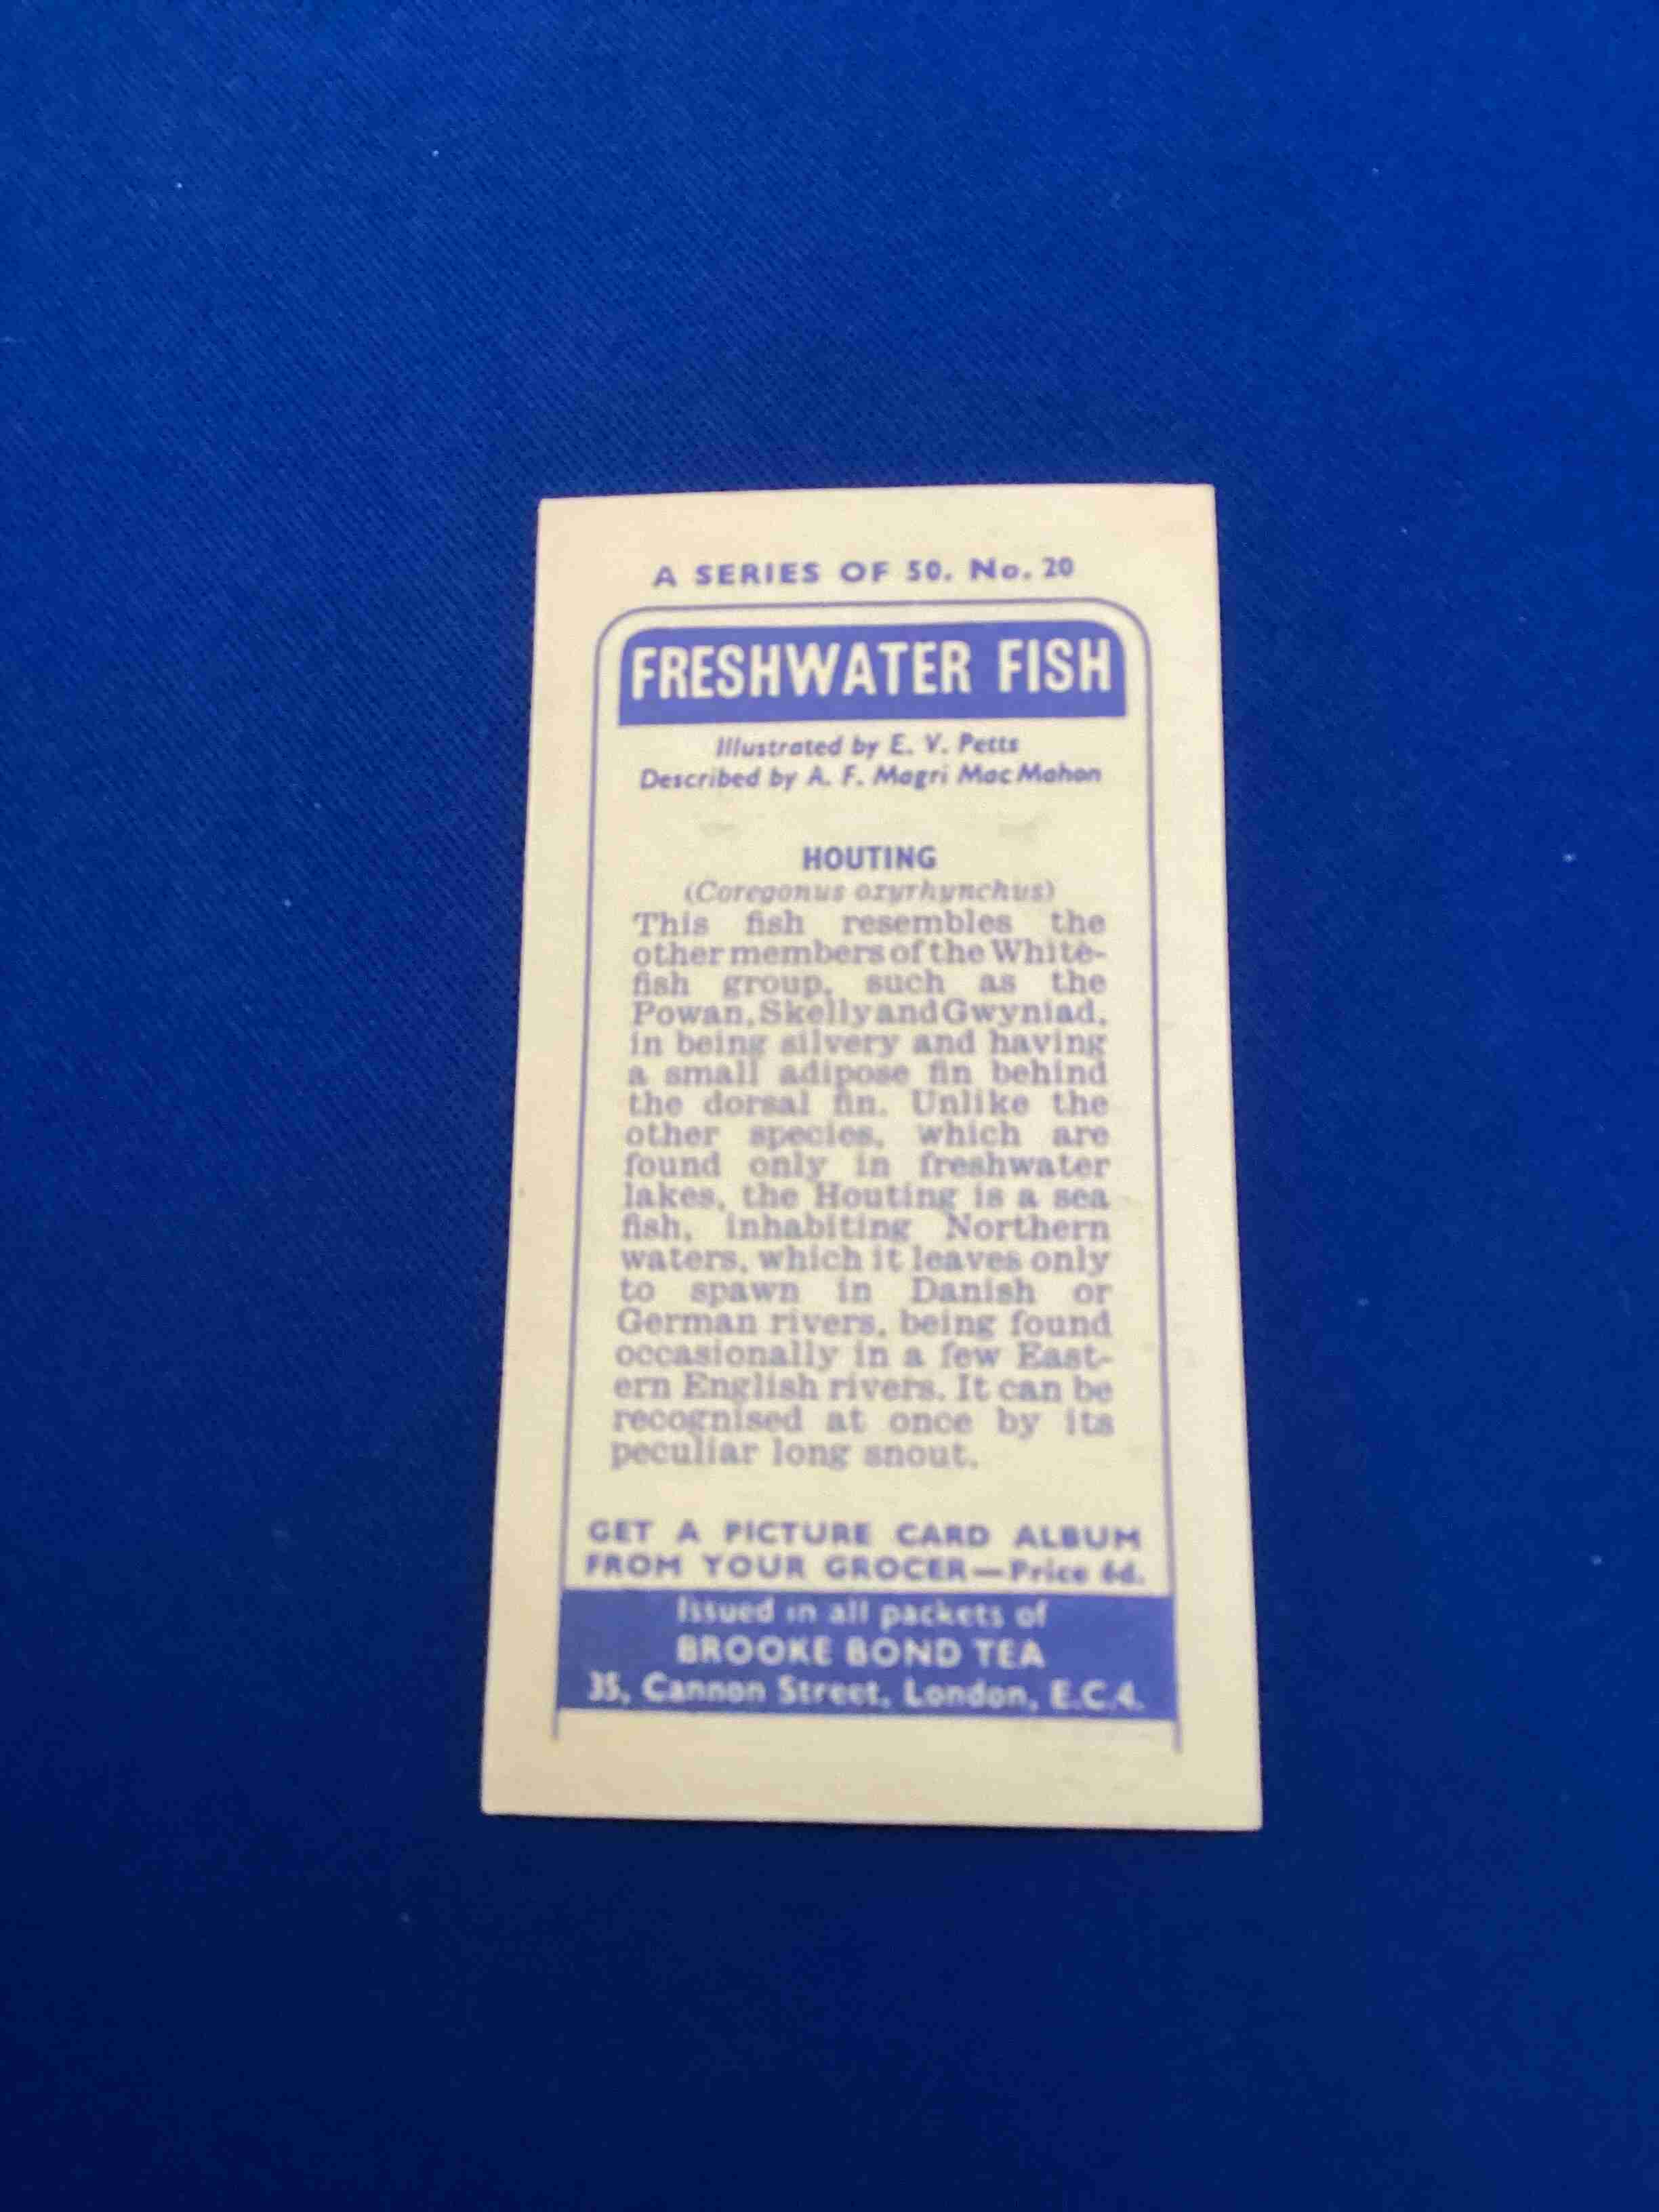 A SERIES OF 50. No. 20
FRESHWATER FISH
Illustrated by E. V. Petts
Described by A. F. Magri MacMahon
HOUTING
(Coregonus oxyrhynchus)
This fish resembles the
other members of the White-
fish group, such as the
Powan, Skelly and Gwyniad,
in being silvery and having
a small adipose fin behind
the dorsal fin. Unlike the
other species, which are
found only in freshwater
lakes, the Houting is a sea
fish, inhabiting Northern
waters, which it leaves only
to spawn in Danish or
German rivers, being found
occasionally in a few East-
ern English rivers. It can be
recognised at once by its
peculiar long snout.
GET A PICTURE CARD ALBUM
FROM YOUR GROCER—Price 6d.
Issued in all packets of
BROOKE BOND TEA
35, Cannon Street, London, E.C.4.